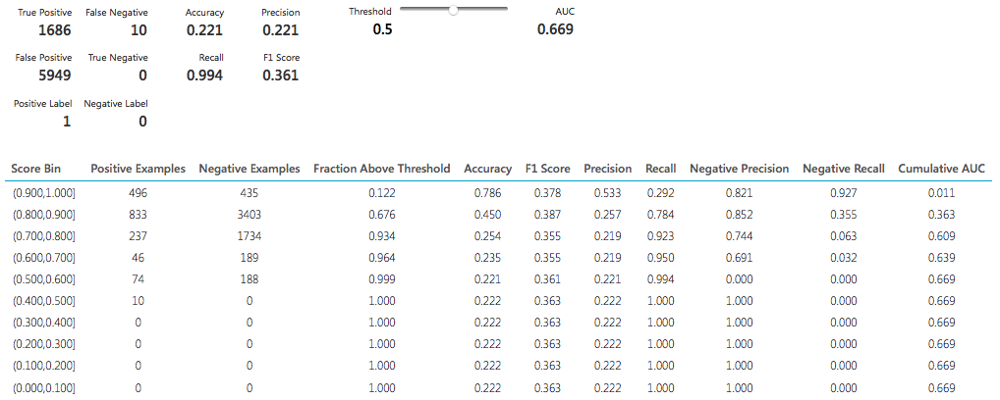 True Positive False Negative Accuracy Precision Threshold AUC
1686 10 0.221 0.221 0.5 0.669
False Positive True Negative Recall F1 Score
5949 0 0.994 0.361
Positive Label Negative Label
1 0
Score Bin Positive Examples Negative Examples Fraction Above Threshold Accuracy F1 Score Precision Recall Negative Precision Negative Recall Cumulative AUC
(0.900,1.000] 496 435 0.122 0.786 0.378 0.533 0.292 0.821 0.927 0.011
(0.800,0.900] 833 3403 0.676 0.450 0.387 0.257 0.784 0.852 0.355 0.363
(0.700,0.800] 237 1734 0.934 0.254 0.355 0.219 0.923 0.744 0.063 0.609
(0.600,0.700] 46 189 0.964 0.235 0.355 0.219 0.950 0.691 0.032 0.639
(0.500,0.600] 74 188 0.999 0.221 0.361 0.221 0.994 0.000 0.000 0.669
(0.400,0.500] 10 0 1.000 0.222 0.363 0.222 1.000 1.000 0.000 0.669
(0.300,0.400] 0 0 1.000 0.222 0.363 0.222 1.000 1.000 0.000 0.669
(0.200,0.300] 0 0 1.000 0.222 0.363 0.222 1.000 1.000 0.000 0.669
(0.100,0.200] 0 0 1.000 0.222 0.363 0.222 1.000 1.000 0.000 0.669
(0.000,0.100] 0 0 1.000 0.222 0.363 0.222 1.000 1.000 0.000 0.669